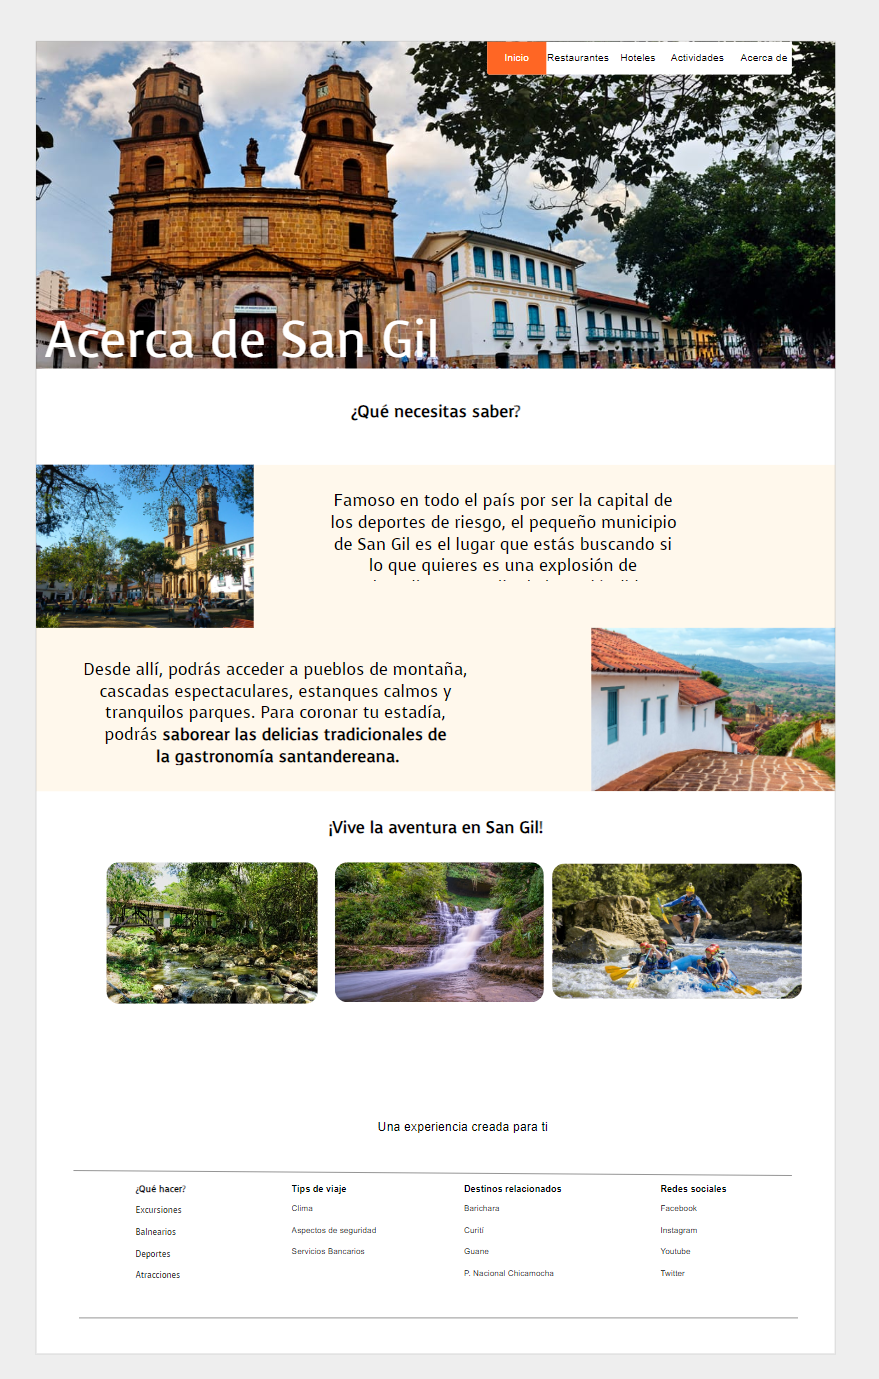 Inicio Restaurantes Hoteles Actividades Acerca de
Acerca de San Gil
¿Qué necesitas saber?
Famoso en todo el país por ser la capital de
los deportes de riesgo, el pequeño municipio
de San Gil es el lugar que estás buscando si
lo que quieres es una explosión de
Desde allí, podrás acceder a pueblos de montaña,
cascadas espectaculares, estanques calmos y
tranquilos parques. Para coronar tu estadía,
podrás saborear las delicias tradicionales de
la gastronomía santandereana.
¡Vive la aventura en San Gil!
Una experiencia creada para ti
¿Qué hacer?
Excursiones
Balnearios
Deportes
Atracciones
Tips de viaje
Clima
Aspectos de seguridad
Servicios Bancarios
Destinos relacionados
Barichara
Curití
Guane
P. Nacional Chicamocha
Redes sociales
Facebook
Instagram
Youtube
Twitter